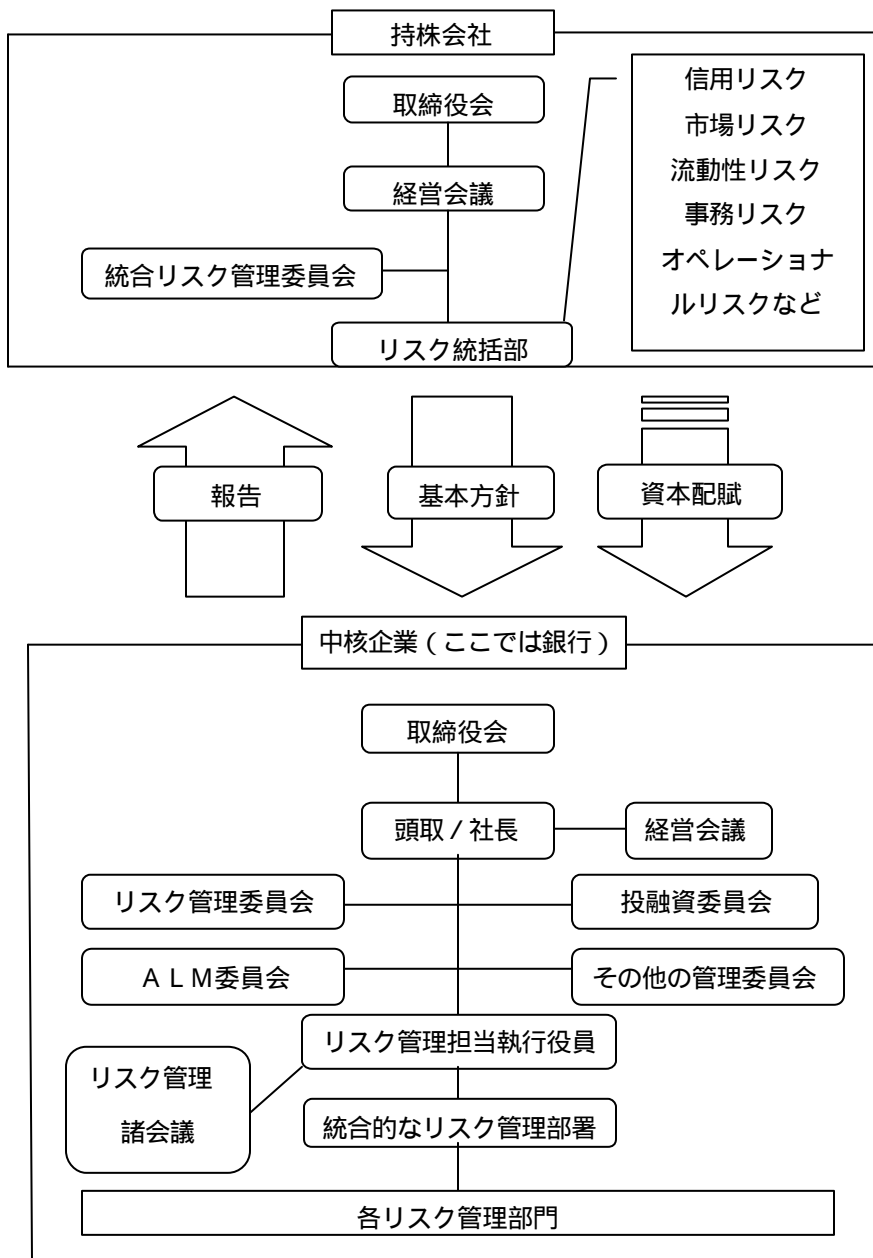 持株会社
取締役会
経営会議
統合リスク管理委員会
リスク統括部
信用リスク
市場リスク
流動性リスク
事務リスク
オペレーショナ
ルリスクなど
報告
基本方針
資本配賦
中核企業(ここでは銀行)
取締役会
頭取/社長
経営会議
リスク管理委員会
投融資委員会
ALM委員会
その他の管理委員会
リスク管理担当執行役員
リスク管理
諸会議
統合的なリスク管理部署
各リスク管理部門